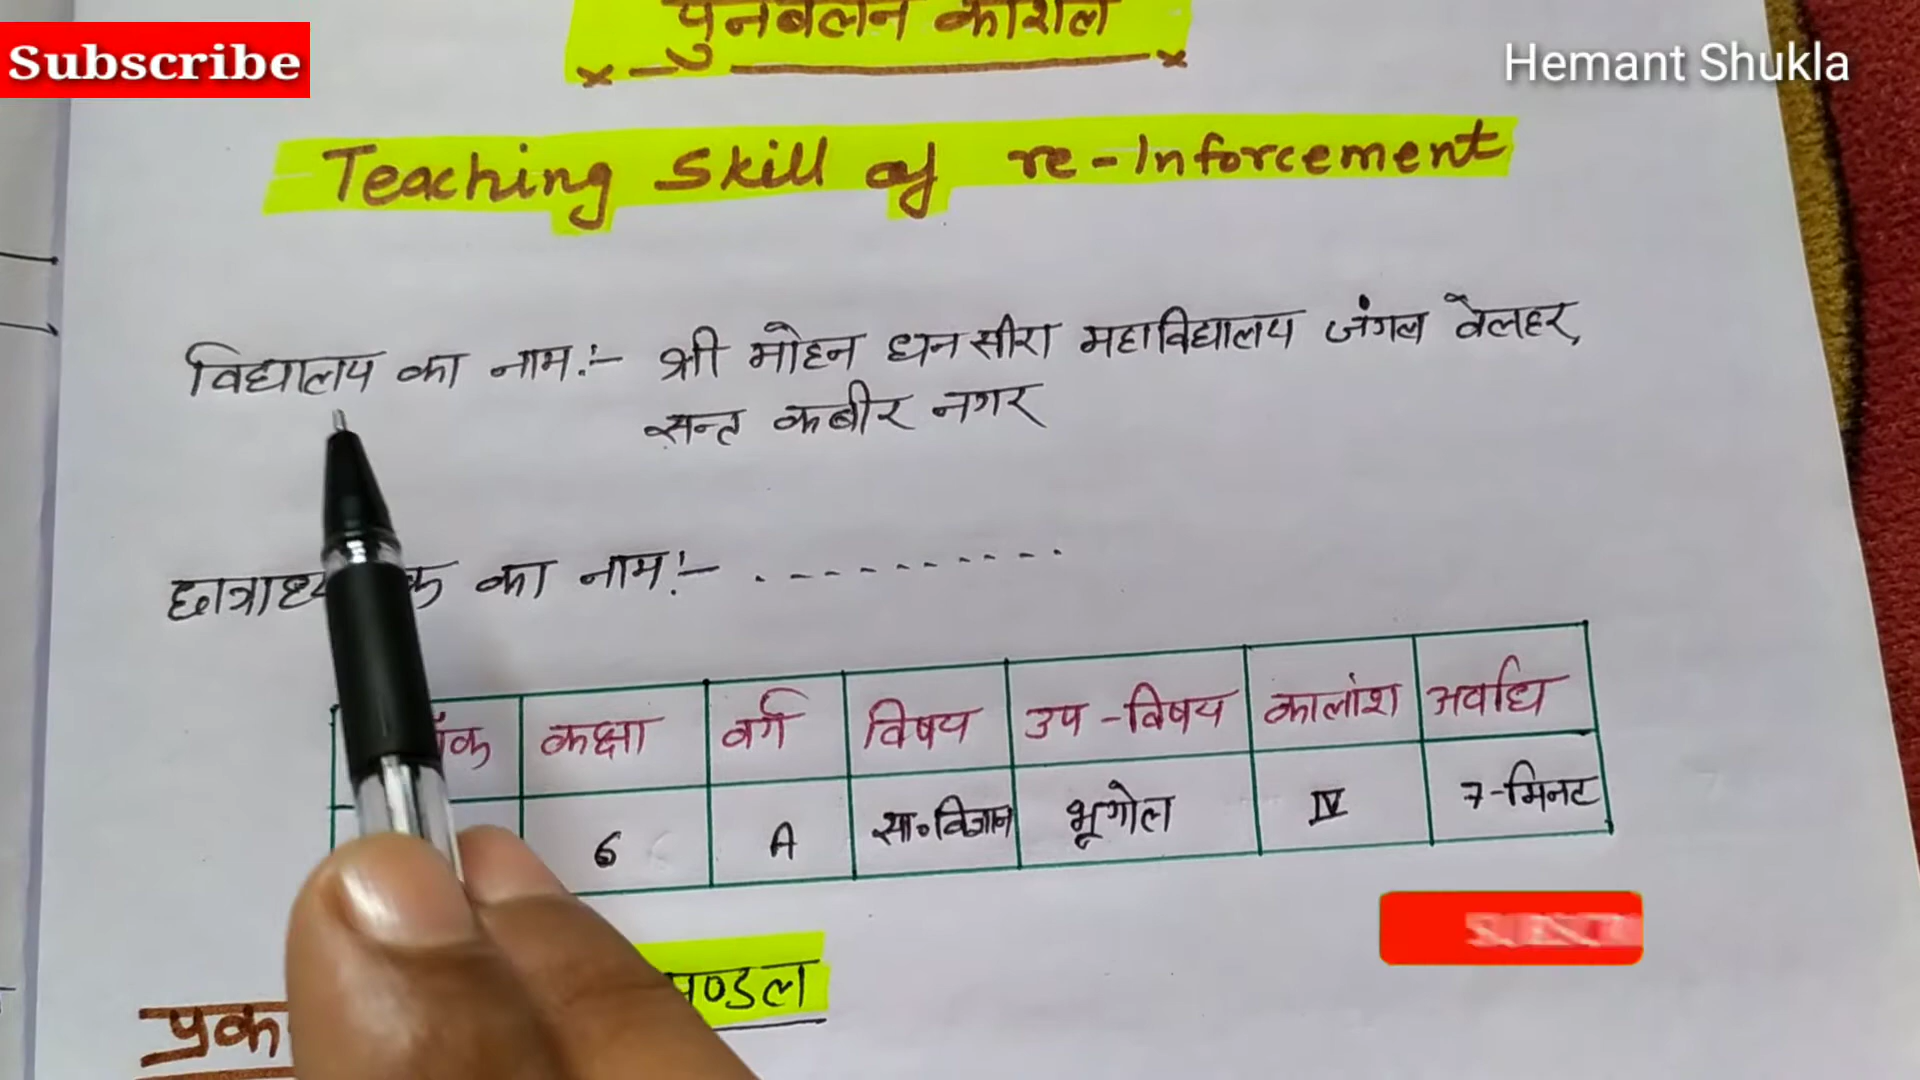 पुनर्बलन कौशल
Subscribe
Hemant Shukla
Teaching Skill of re-Inforcement
विद्यालय का नाम:- श्री मोहन धनसीरा महाविद्यालय जंगल वेलहर,
सन्त कबीर नगर
का नाम:- ..........
कक्षा वर्ग विषय उप-विषय कालांश अवधि
6 A सा०विज्ञान भूगोल IV 7-मिनट